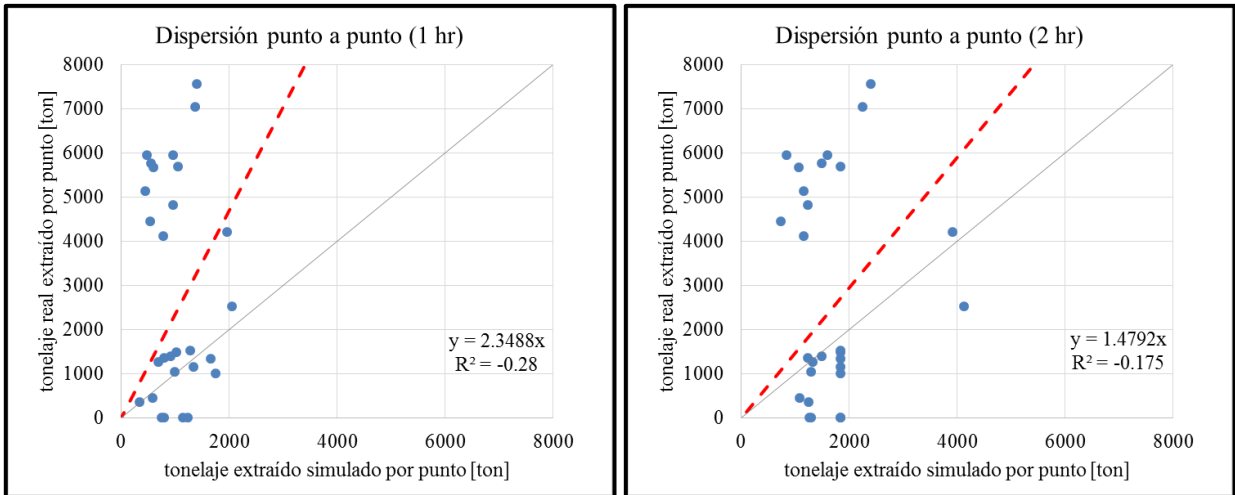 Dispersión punto a punto (1 hr)
tonelaje real extraído por punto [ton]
8000
7000
6000
5000
4000
3000
2000
1000
0
y = 2.3488x
R² = -0.28
0 2000 4000 6000 8000
tonelaje extraído simulado por punto [ton]
Dispersión punto a punto (2 hr)
tonelaje real extraído por punto [ton]
8000
7000
6000
5000
4000
3000
2000
1000
0
y = 1.4792x
R² = -0.175
0 2000 4000 6000 8000
tonelaje extraído simulado por punto [ton]